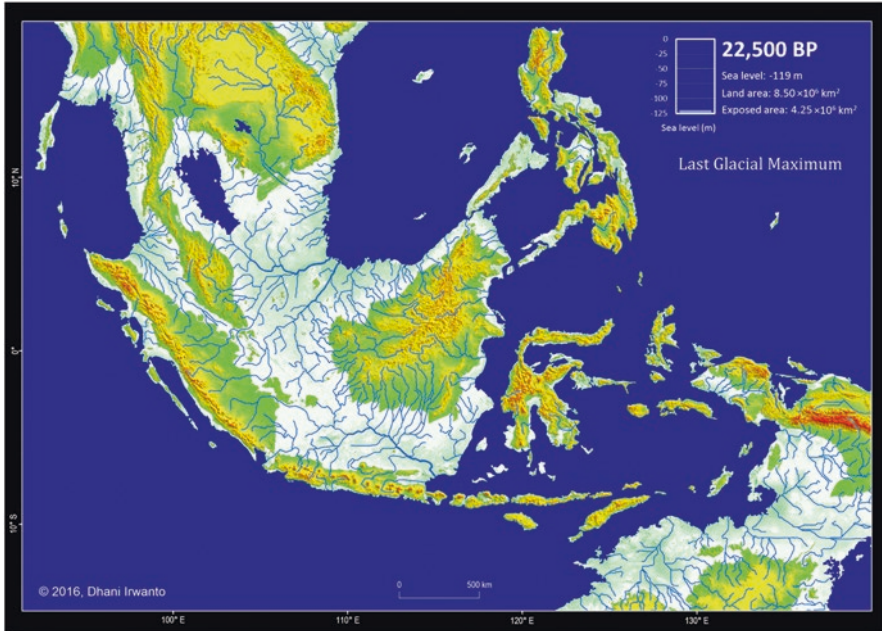 0
-25
-50
-75
-100
-125
Sea level (m)
22,500 BP
Sea level: -119 m
Land area: 8.50 ×10⁶ km²
Exposed area: 4.25 ×10⁶ km²
Last Glacial Maximum
10° N
0°
10° S
© 2016, Dhani Irwanto
0 500 km
100° E 110° E 120° E 130° E